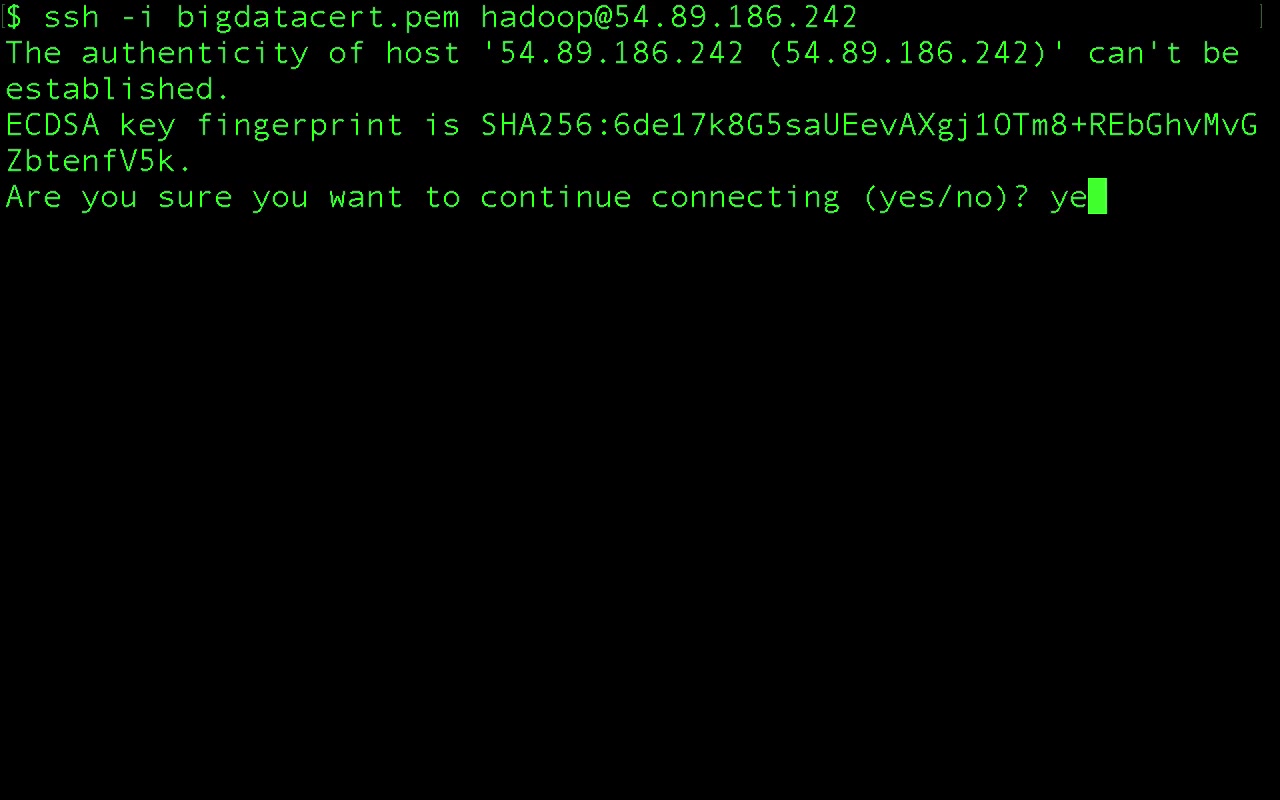 [$ ssh -i bigdatacert.pem hadoop@54.89.186.242 ]
The authenticity of host '54.89.186.242 (54.89.186.242)' can't be
established.
ECDSA key fingerprint is SHA256:6de17k8G5saUEevAXgj1OTm8+REbGhvMvG
ZbtenfV5k.
Are you sure you want to continue connecting (yes/no)? ye